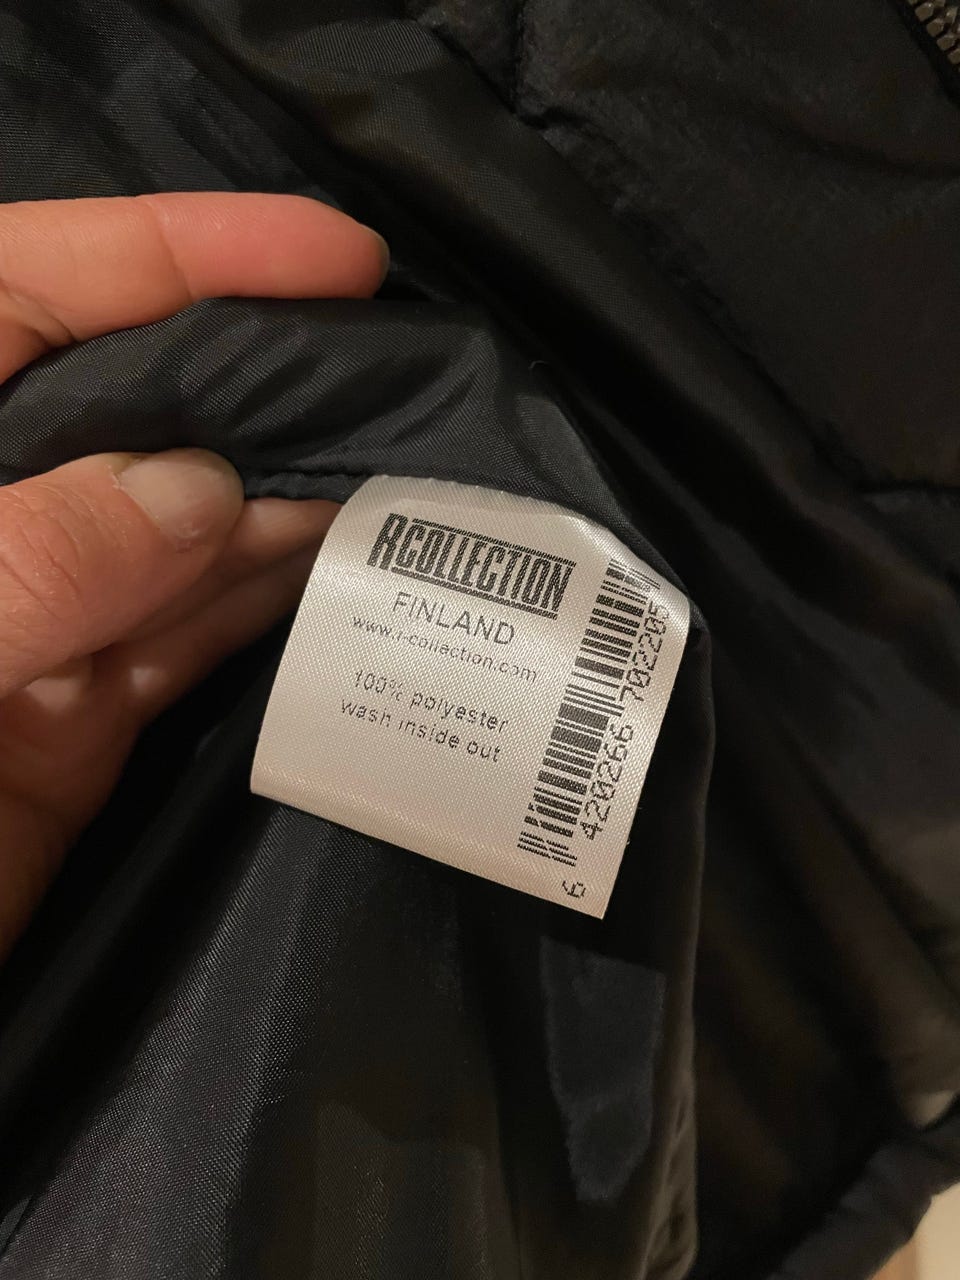 RCOLLECTION
FINLAND
www.r-collection.com
100% polyester
wash inside out
6 420266 702205